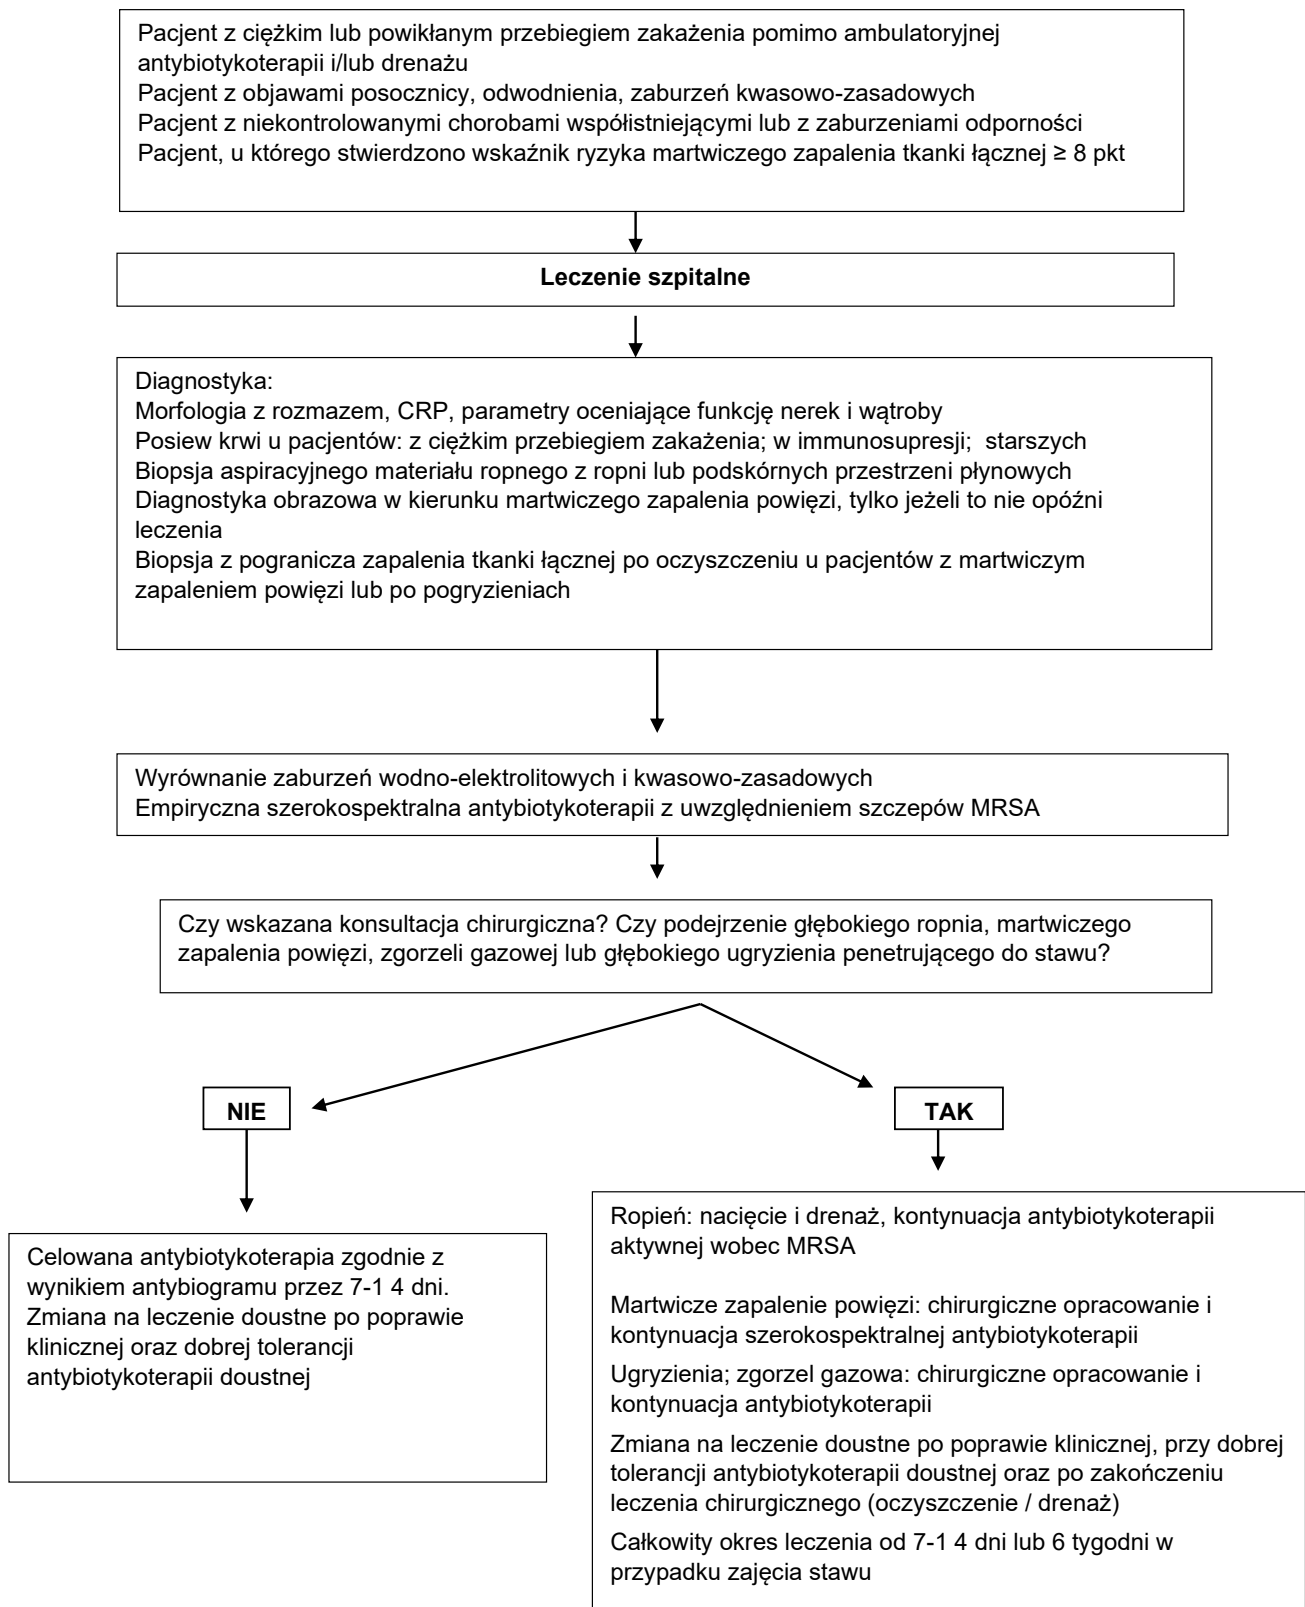 Pacjent z ciężkim lub powikłanym przebiegiem zakażenia pomimo ambulatoryjnej
antybiotykoterapii i/lub drenażu
Pacjent z objawami posocznicy, odwodnienia, zaburzeń kwasowo-zasadowych
Pacjent z niekontrolowanymi chorobami współistniejącymi lub z zaburzeniami odporności
Pacjent, u którego stwierdzono wskaźnik ryzyka martwiczego zapalenia tkanki łącznej ≥ 8 pkt
Leczenie szpitalne
Diagnostyka:
Morfologia z rozmazem, CRP, parametry oceniające funkcję nerek i wątroby
Posiew krwi u pacjentów: z ciężkim przebiegiem zakażenia; w immunosupresji; starszych
Biopsja aspiracyjnego materiału ropnego z ropni lub podskórnych przestrzeni płynowych
Diagnostyka obrazowa w kierunku martwiczego zapalenia powięzi, tylko jeżeli to nie opóźni
leczenia
Biopsja z pogranicza zapalenia tkanki łącznej po oczyszczeniu u pacjentów z martwiczym
zapaleniem powięzi lub po pogryzieniach
Wyrównanie zaburzeń wodno-elektrolitowych i kwasowo-zasadowych
Empiryczna szerokospektralna antybiotykoterapii z uwzględnieniem szczepów MRSA
Czy wskazana konsultacja chirurgiczna? Czy podejrzenie głębokiego ropnia, martwiczego
zapalenia powięzi, zgorzeli gazowej lub głębokiego ugryzienia penetrującego do stawu?
NIE
TAK
Celowana antybiotykoterapia zgodnie z
wynikiem antybiogramu przez 7-1 4 dni.
Zmiana na leczenie doustne po poprawie
klinicznej oraz dobrej tolerancji
antybiotykoterapii doustnej
Ropień: nacięcie i drenaż, kontynuacja antybiotykoterapii
aktywnej wobec MRSA
Martwicze zapalenie powięzi: chirurgiczne opracowanie i
kontynuacja szerokospektralnej antybiotykoterapii
Ugryzienia; zgorzel gazowa: chirurgiczne opracowanie i
kontynuacja antybiotykoterapii
Zmiana na leczenie doustne po poprawie klinicznej, przy dobrej
tolerancji antybiotykoterapii doustnej oraz po zakończeniu
leczenia chirurgicznego (oczyszczenie / drenaż)
Całkowity okres leczenia od 7-1 4 dni lub 6 tygodni w
przypadku zajęcia stawu